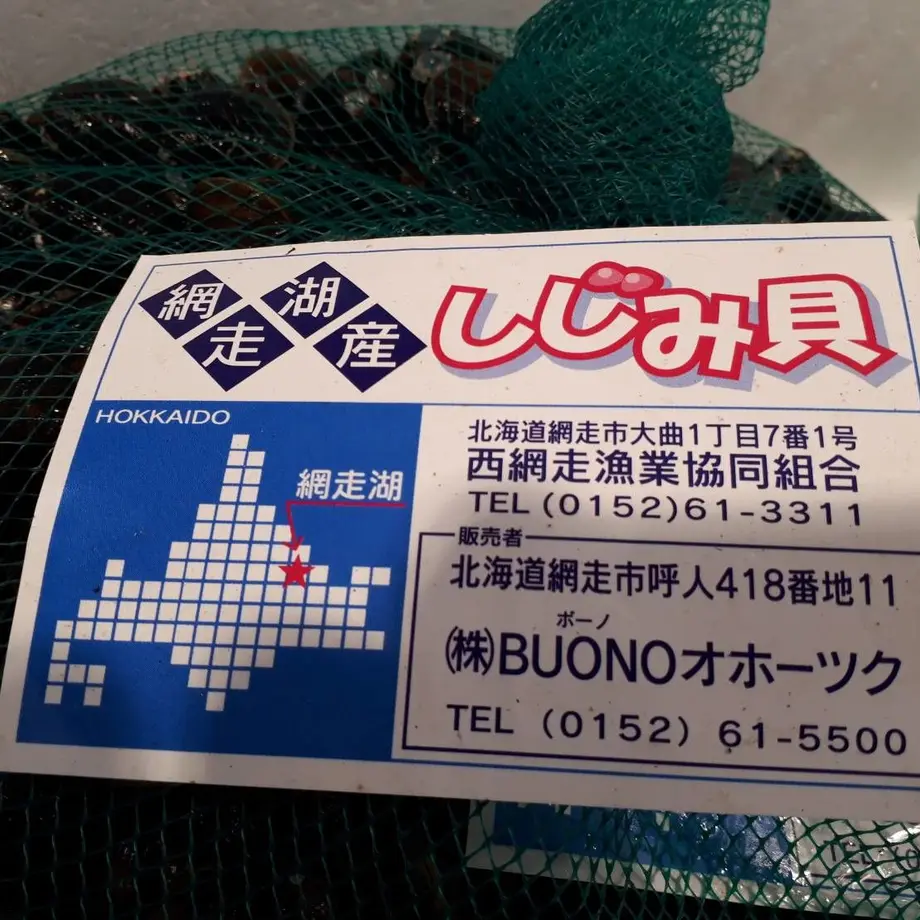 網走湖産 しじみ貝
HOKKAIDO
網走湖
北海道網走市大曲1丁目7番1号
西網走漁業協同組合
TEL (0152)61-3311
販売者
北海道網走市呼人418番地11
ボーノ
㈱BUONOオホーツク
TEL (0152) 61-5500